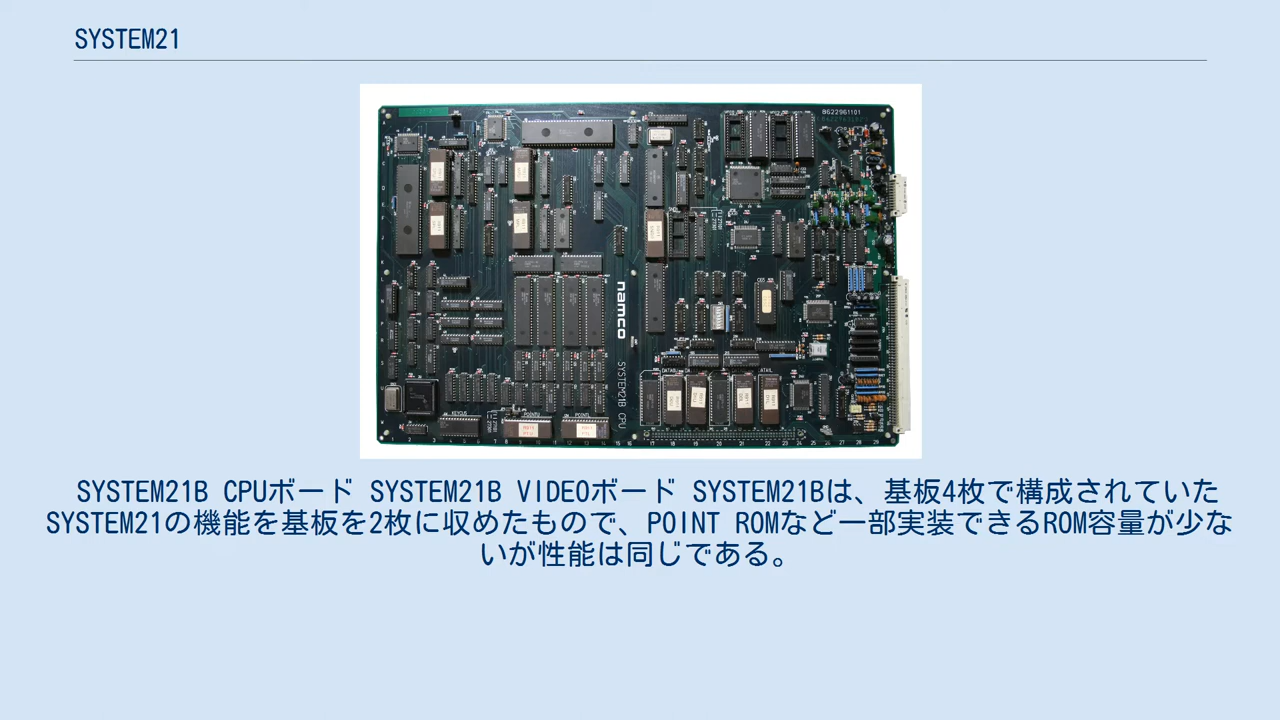 SYSTEM21
8622961101
namco
SYSTEM21B CPU
SYSTEM21B CPUボード SYSTEM21B VIDEOボード SYSTEM21Bは、基板4枚で構成されていた
SYSTEM21の機能を基板を2枚に収めたもので、POINT ROMなど一部実装できるROM容量が少な
いが性能は同じである。